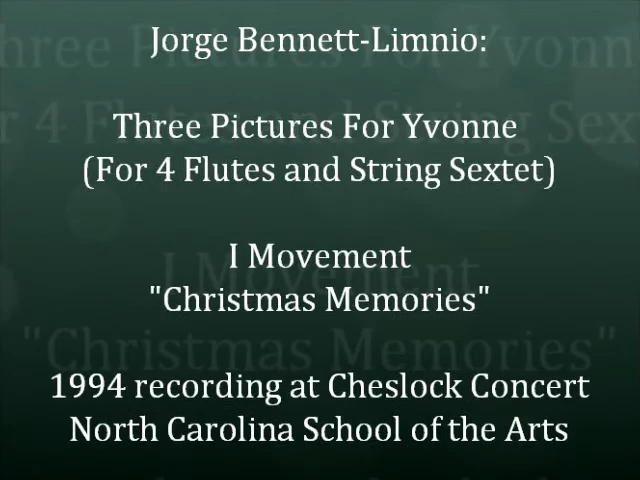 Jorge Bennett-Limnio:
Three Pictures For Yvonne
(For 4 Flutes and String Sextet)
I Movement
"Christmas Memories"
1994 recording at Cheslock Concert
North Carolina School of the Arts